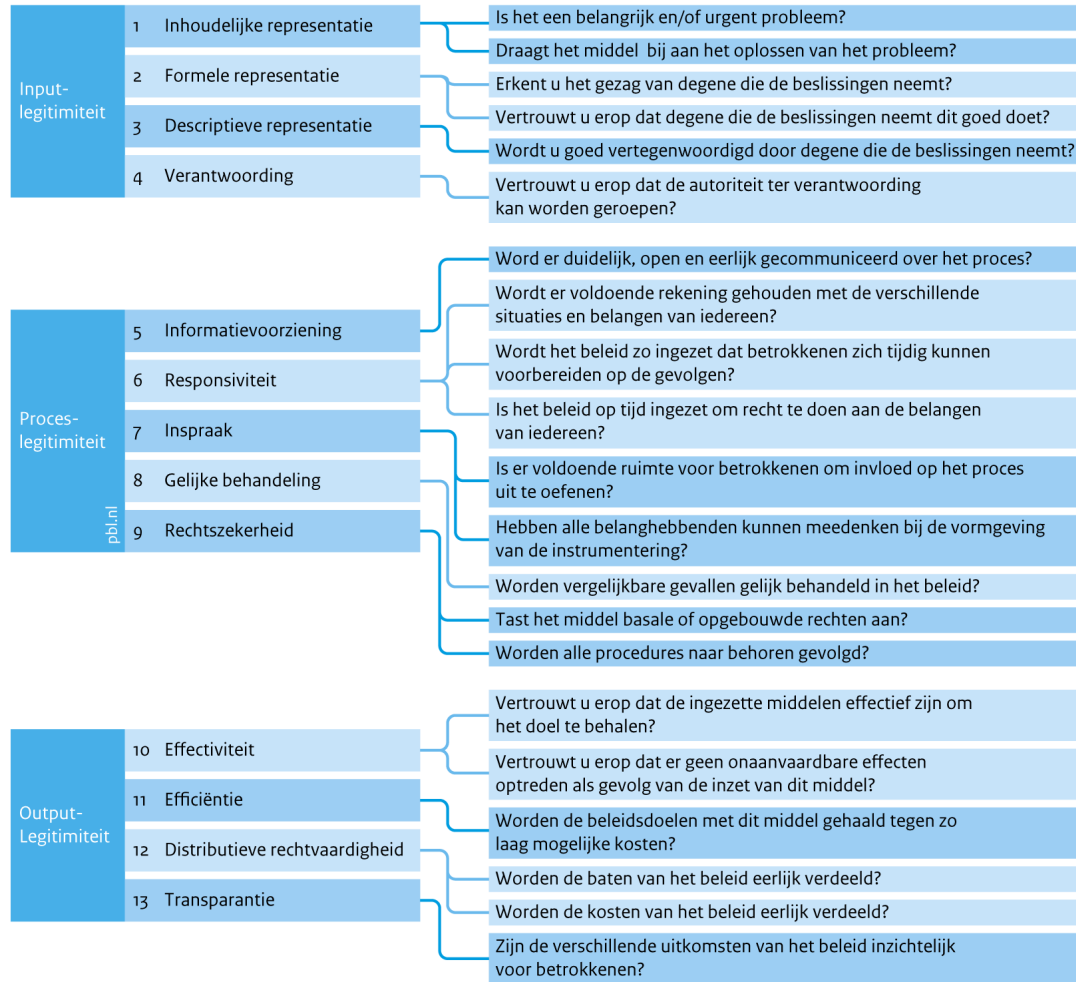 Input-
legitimiteit
1 Inhoudelijke representatie
2 Formele representatie
3 Descriptieve representatie
4 Verantwoording
Is het een belangrijk en/of urgent probleem?
Draagt het middel bij aan het oplossen van het probleem?
Erkent u het gezag van degene die de beslissingen neemt?
Vertrouwt u erop dat degene die de beslissingen neemt dit goed doet?
Wordt u goed vertegenwoordigd door degene die de beslissingen neemt?
Vertrouwt u erop dat de autoriteit ter verantwoording
kan worden geroepen?
Proces-
legitimiteit
pbl.nl
5 Informatievoorziening
6 Responsiviteit
7 Inspraak
8 Gelijke behandeling
9 Rechtszekerheid
Word er duidelijk, open en eerlijk gecommuniceerd over het proces?
Wordt er voldoende rekening gehouden met de verschillende
situaties en belangen van iedereen?
Wordt het beleid zo ingezet dat betrokkenen zich tijdig kunnen
voorbereiden op de gevolgen?
Is het beleid op tijd ingezet om recht te doen aan de belangen
van iedereen?
Is er voldoende ruimte voor betrokkenen om invloed op het proces
uit te oefenen?
Hebben alle belanghebbenden kunnen meedenken bij de vormgeving
van de instrumentering?
Worden vergelijkbare gevallen gelijk behandeld in het beleid?
Tast het middel basale of opgebouwde rechten aan?
Worden alle procedures naar behoren gevolgd?
Output-
Legitimiteit
10 Effectiviteit
11 Efficiëntie
12 Distributieve rechtvaardigheid
13 Transparantie
Vertrouwt u erop dat de ingezette middelen effectief zijn om
het doel te behalen?
Vertrouwt u erop dat er geen onaanvaardbare effecten
optreden als gevolg van de inzet van dit middel?
Worden de beleidsdoelen met dit middel gehaald tegen zo
laag mogelijke kosten?
Worden de baten van het beleid eerlijk verdeeld?
Worden de kosten van het beleid eerlijk verdeeld?
Zijn de verschillende uitkomsten van het beleid inzichtelijk
voor betrokkenen?